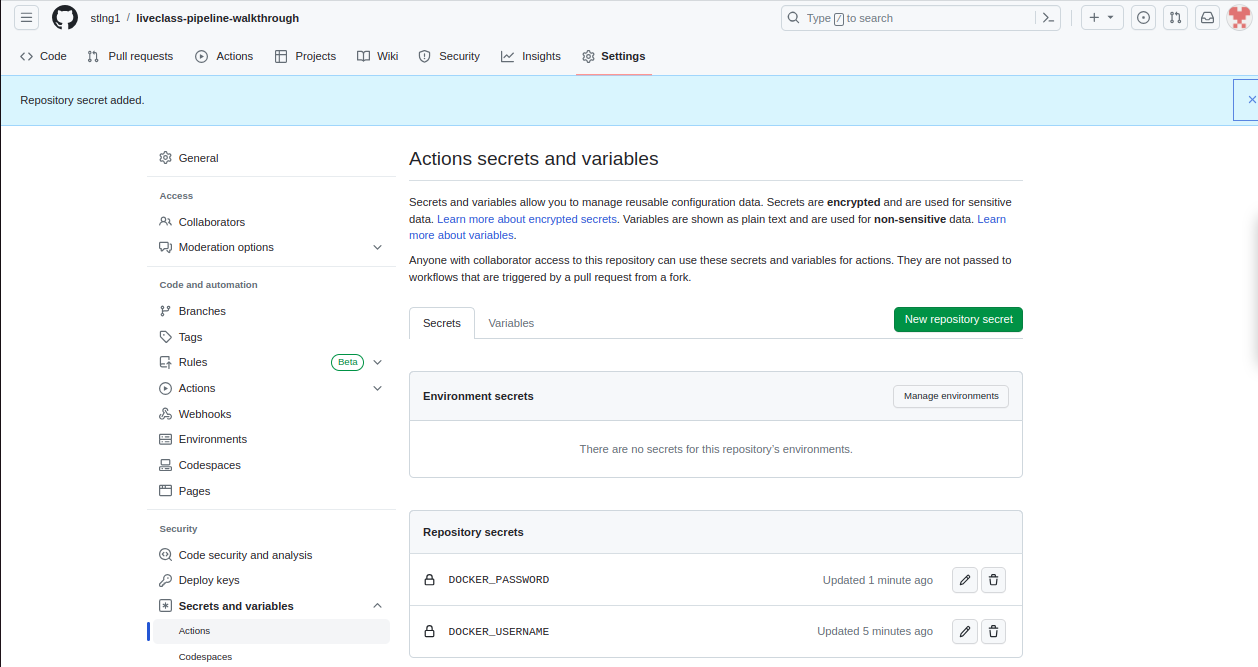 stlng1 / liveclass-pipeline-walkthrough
Type / to search
Code
Pull requests
Actions
Projects
Wiki
Security
Insights
Settings
Repository secret added.
General
Access
Collaborators
Moderation options
Code and automation
Branches
Tags
Rules
Beta
Actions
Webhooks
Environments
Codespaces
Pages
Security
Code security and analysis
Deploy keys
Secrets and variables
Actions
Codespaces
Actions secrets and variables
Secrets and variables allow you to manage reusable configuration data. Secrets are encrypted and are used for sensitive
data. Learn more about encrypted secrets. Variables are shown as plain text and are used for non-sensitive data. Learn
more about variables.
Anyone with collaborator access to this repository can use these secrets and variables for actions. They are not passed to
workflows that are triggered by a pull request from a fork.
Secrets
Variables
New repository secret
Environment secrets
Manage environments
There are no secrets for this repository's environments.
Repository secrets
DOCKER_PASSWORD
Updated 1 minute ago
DOCKER_USERNAME
Updated 5 minutes ago